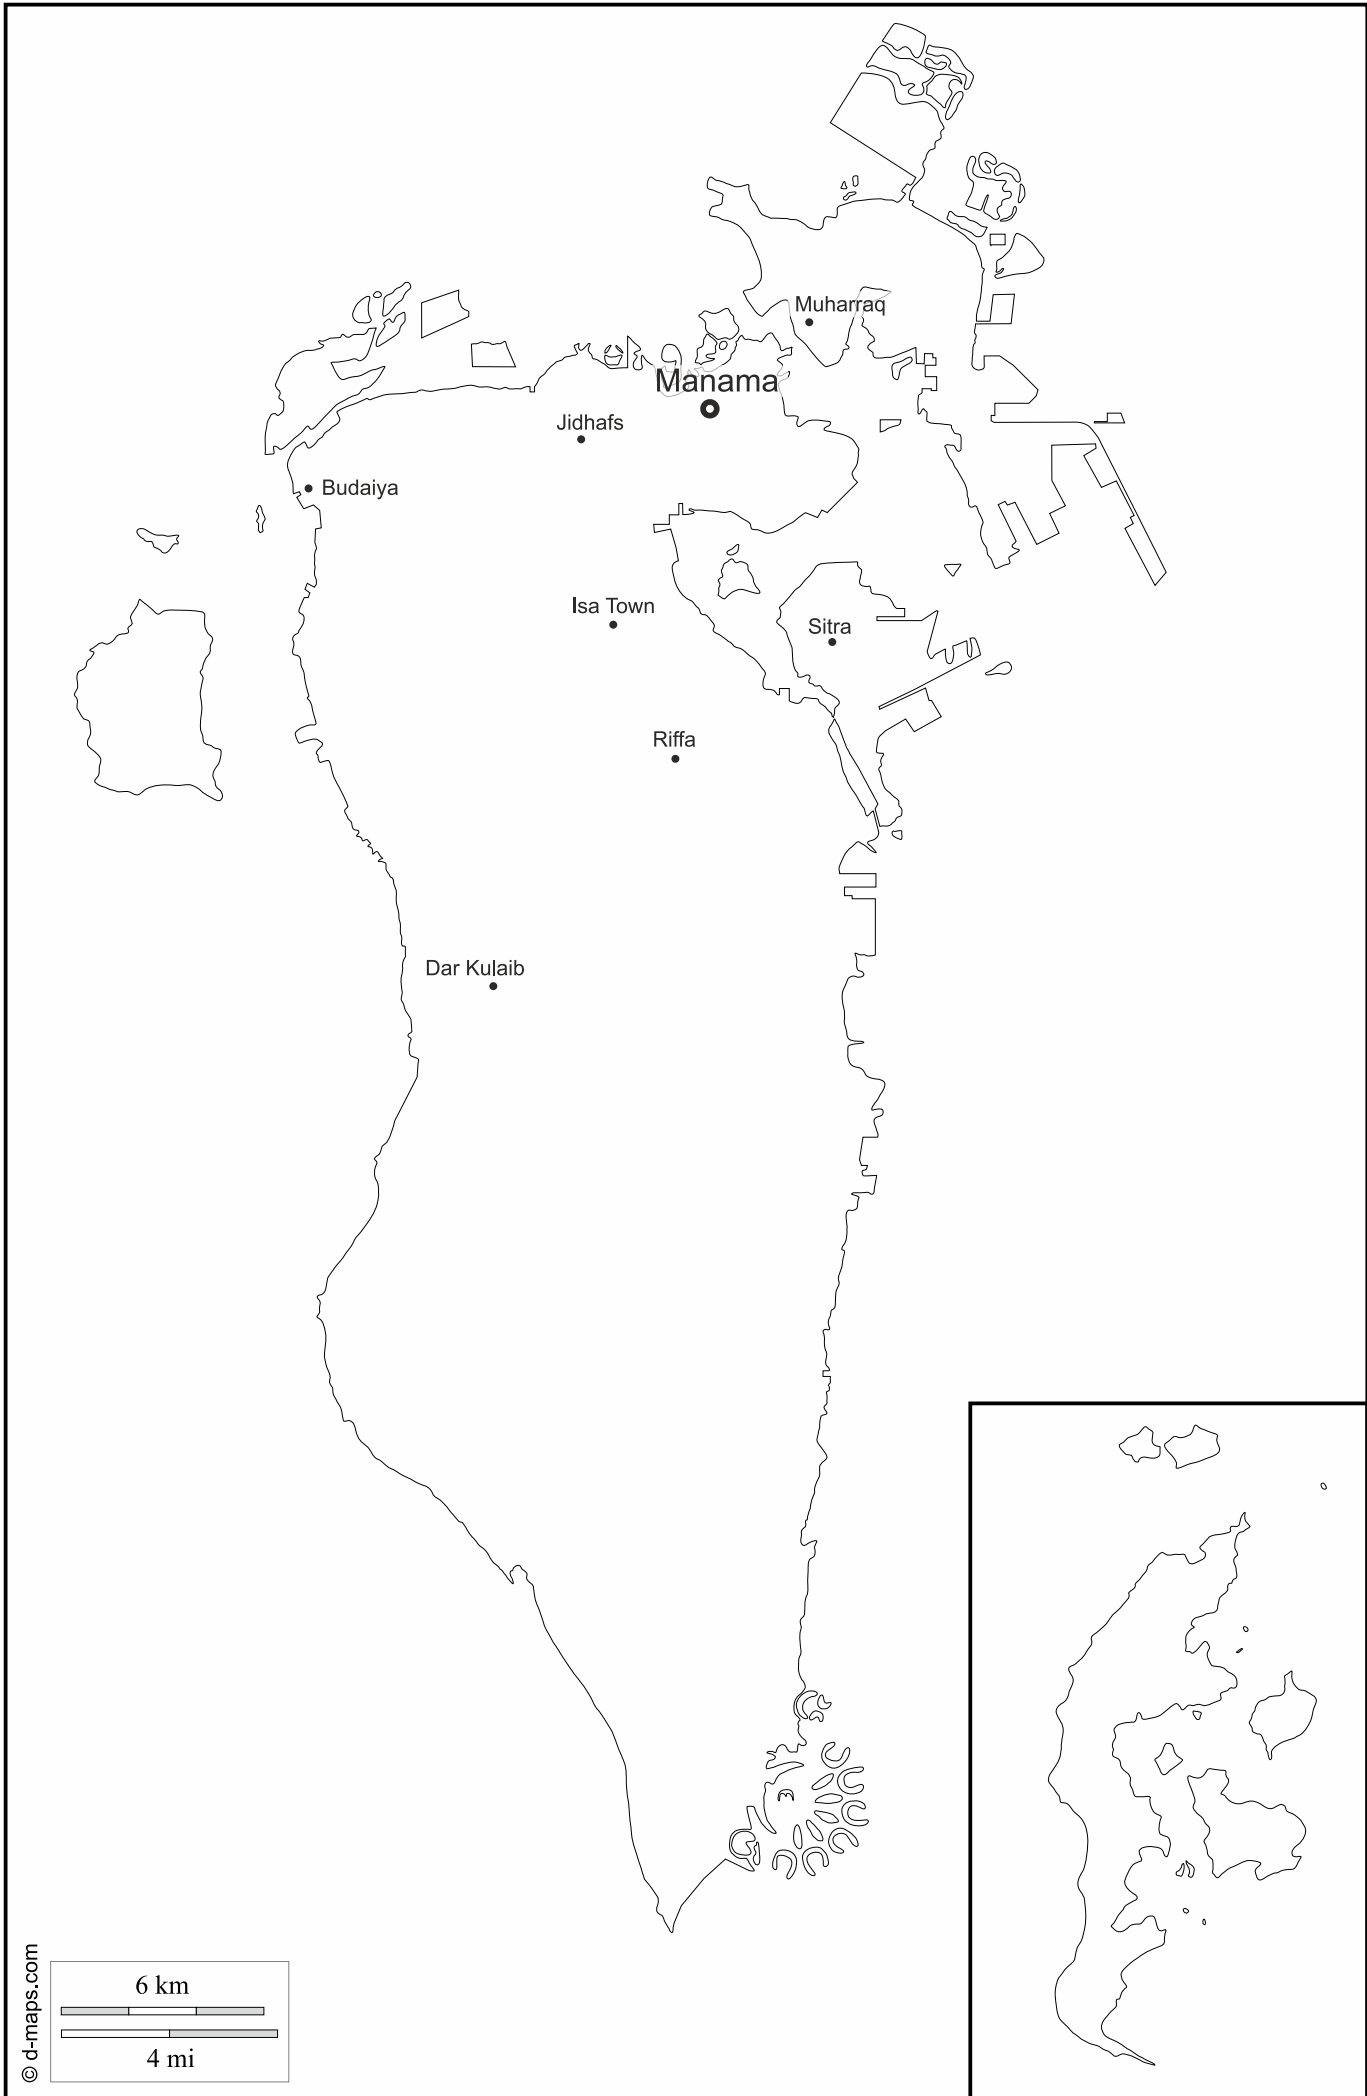 Muharraq
Manama
Jidhafs
Budaiya
Isa Town
Sitra
Riffa
Dar Kulaib
6 km
4 mi
© d-maps.com